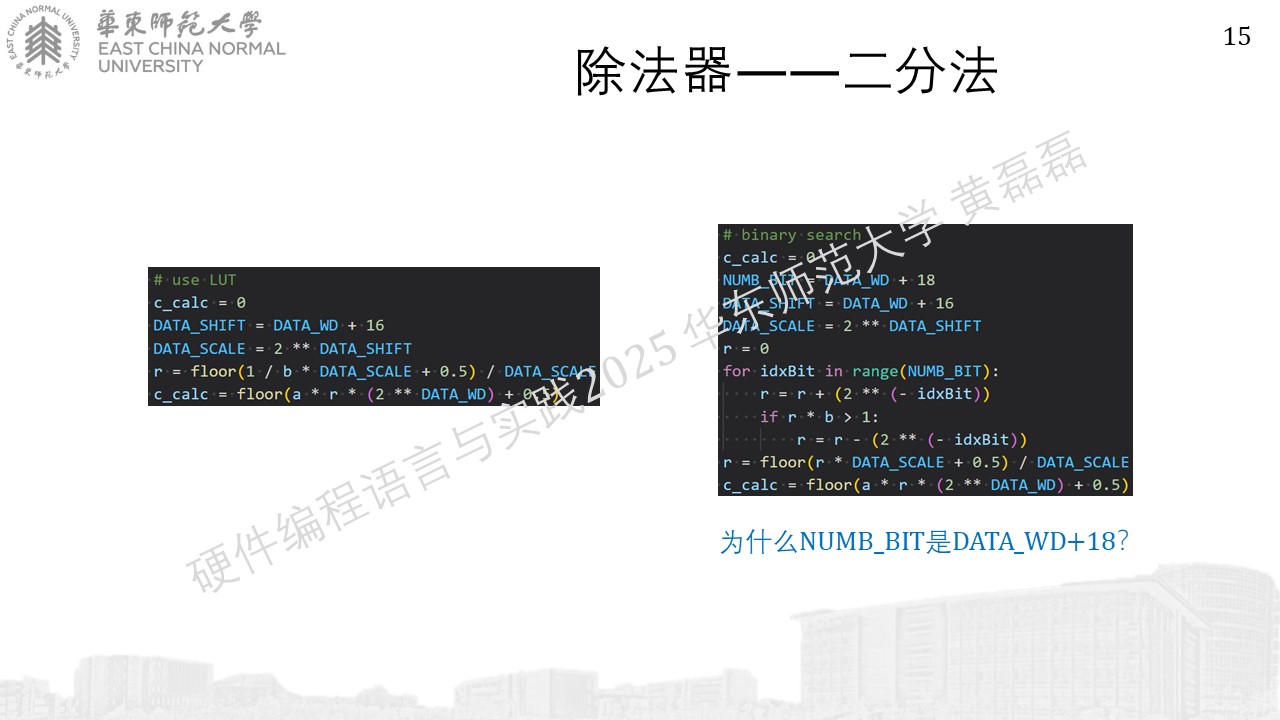 華東師範大學
EAST CHINA NORMAL
UNIVERSITY
15
除法器——二分法
# use LUT
c_calc = 0
DATA_SHIFT = DATA_WD + 16
DATA_SCALE = 2 ** DATA_SHIFT
r = floor(1 / b * DATA_SCALE + 0.5) / DATA_SCALE
c_calc = floor(a * r * (2 ** DATA_WD) + 0.5)
# binary search
c_calc = 0
NUMB_BIT = DATA_WD + 18
DATA_SHIFT = DATA_WD + 16
DATA_SCALE = 2 ** DATA_SHIFT
r = 0
for idxBit in range(NUMB_BIT):
    r = r + (2 ** (- idxBit))
    if r * b > 1:
        r = r - (2 ** (- idxBit))
r = floor(r * DATA_SCALE + 0.5) / DATA_SCALE
c_calc = floor(a * r * (2 ** DATA_WD) + 0.5)
为什么NUMB_BIT是DATA_WD+18?
硬件编程语言与实践2025 华东师范大学 黄磊磊
EAST CHINA NORMAL UNIVERSITY
華東師範大學